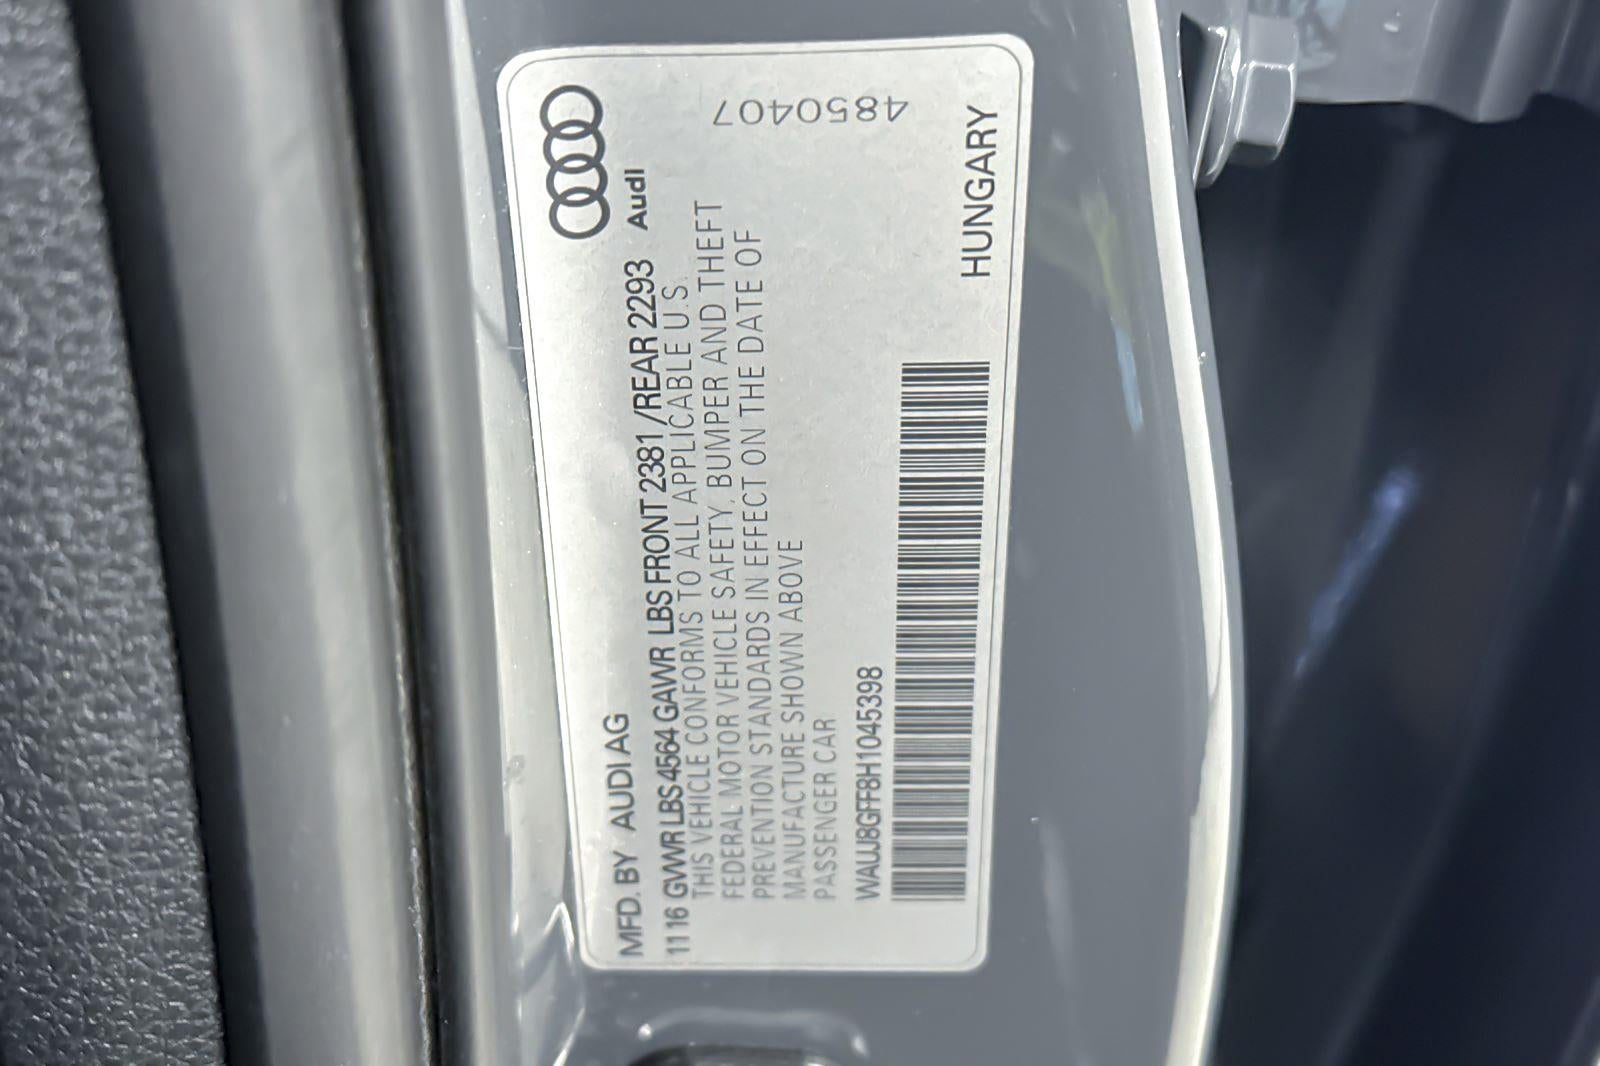 Audi
MFD. BY AUDI AG
11 16 GVWR LBS 4564 GAWR LBS FRONT 2381/REAR 2293
THIS VEHICLE CONFORMS TO ALL APPLICABLE U.S.
FEDERAL MOTOR VEHICLE SAFETY, BUMPER AND THEFT
PREVENTION STANDARDS IN EFFECT ON THE DATE OF
MANUFACTURE SHOWN ABOVE
PASSENGER CAR
4850407
WAUJ8GFF8H1045398
HUNGARY